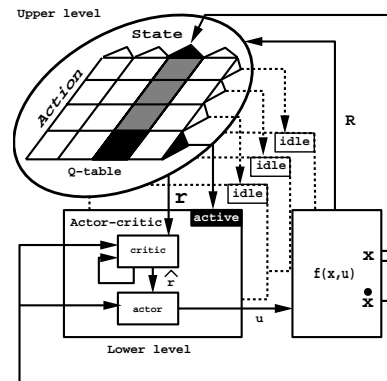 Upper level
State
Action
Q-table
idle
idle
idle
R
r
active
Actor-critic
critic
r̂
actor
u
f(x,u)
x
ẋ
Lower level